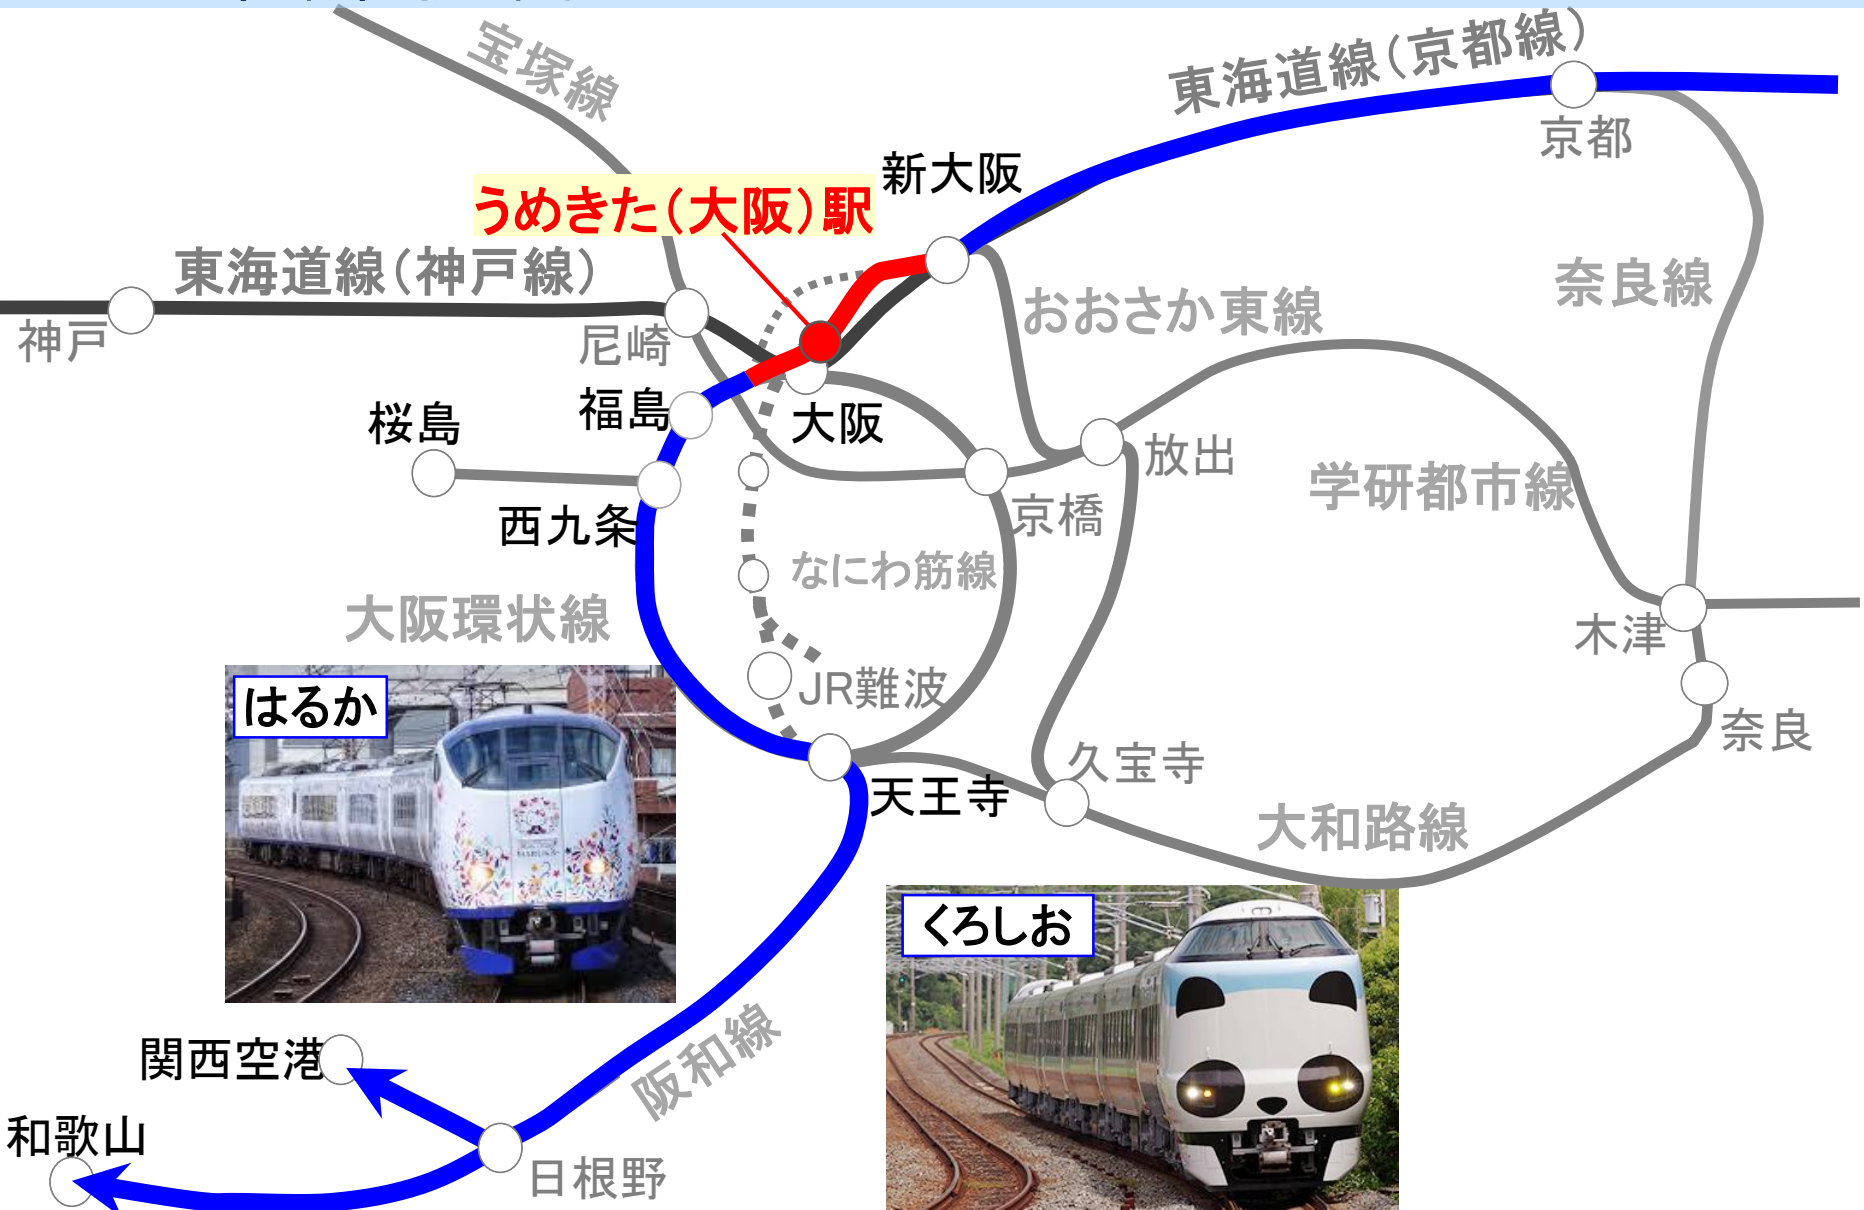 宝塚線
東海道線（京都線）
京都
新大阪
うめきた（大阪）駅
東海道線（神戸線）
神戸
尼崎
おおさか東線
奈良線
桜島
福島
大阪
放出
学研都市線
西九条
京橋
なにわ筋線
大阪環状線
木津
JR難波
奈良
はるか
天王寺
久宝寺
大和路線
くろしお
関西空港
阪和線
和歌山
日根野